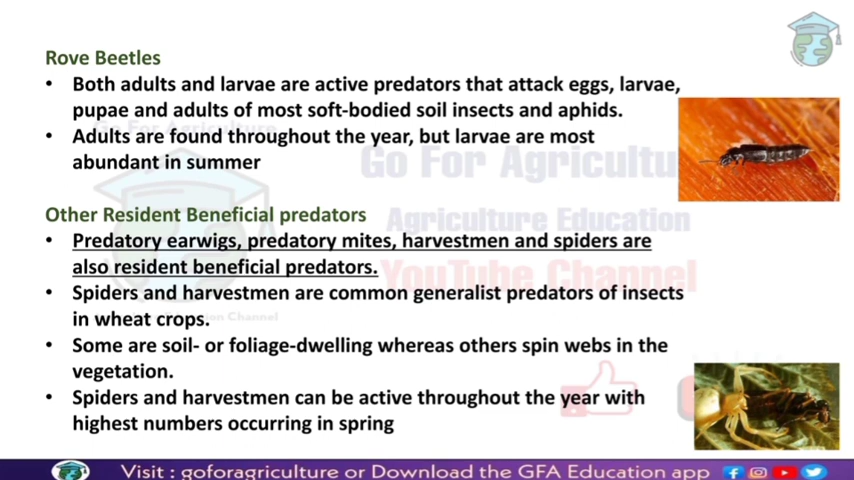 Rove Beetles
• Both adults and larvae are active predators that attack eggs, larvae,
pupae and adults of most soft-bodied soil insects and aphids.
• Adults are found throughout the year, but larvae are most
abundant in summer
Go For Agriculture
Go For Agricultu
Other Resident Beneficial predators
Agriculture Education
• Predatory earwigs, predatory mites, harvestmen and spiders are
also resident beneficial predators.
YouTube Channel
• Spiders and harvestmen are common generalist predators of insects
in wheat crops.
Education Channel
• Some are soil- or foliage-dwelling whereas others spin webs in the
vegetation.
• Spiders and harvestmen can be active throughout the year with
highest numbers occurring in spring
Visit : goforagriculture or Download the GFA Education app